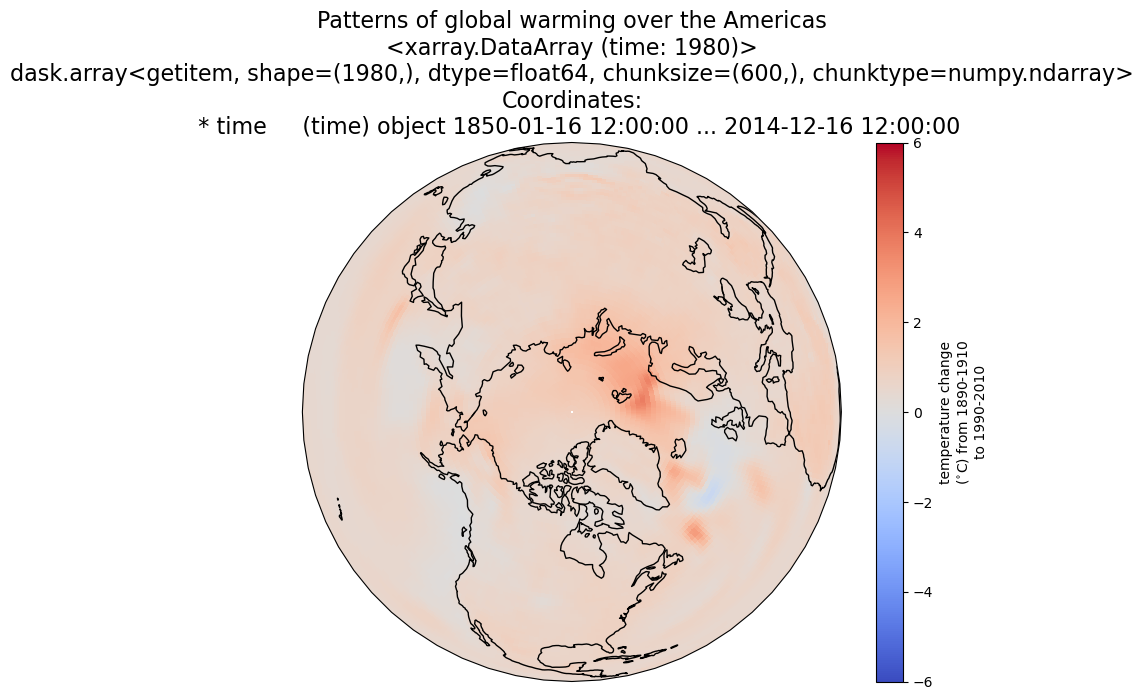 Patterns of global warming over the Americas
<xarray.DataArray (time: 1980)>
dask.array<getitem, shape=(1980,), dtype=float64, chunksize=(600,), chunktype=numpy.ndarray>
Coordinates:
* time     (time) object 1850-01-16 12:00:00 ... 2014-12-16 12:00:00
6
4
2
0
−2
−4
−6
temperature change
(°C) from 1890-1910
to 1990-2010